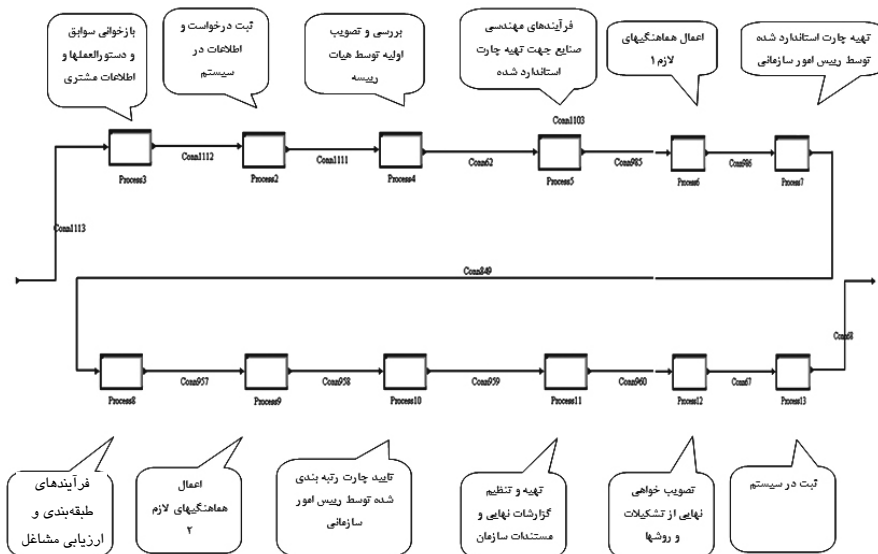 بازخوانی سوابق
و دستورالعملها و
اطلاعات مشتری
ثبت درخواست و
اطلاعات در
سیستم
بررسی و تصویب
اولیه توسط هیات
رییسه
فرآیندهای مهندسی
صنایع جهت تهیه چارت
استاندارد شده
اعمال هماهنگیهای
لازم ۱
تهیه چارت استاندارد شده
توسط رییس امور سازمانی
Conn1103
Conn1112
Conn1111
Conn62
Conn985
Conn986
Process3
Process2
Process4
Process5
Process6
Process7
Conn1113
Conn849
Conn68
Conn957
Conn958
Conn959
Conn960
Conn67
Process8
Process9
Process10
Process11
Process12
Process13
فرآیندهای
طبقه‌بندی و
ارزیابی مشاغل
اعمال
هماهنگیهای لازم
۲
تایید چارت رتبه بندی
شده توسط رییس امور
سازمانی
تهیه و تنظیم
گزارشات نهایی و
مستندات سازمان
تصویب خواهی
نهایی از تشکیلات
و روشها
ثبت در سیستم